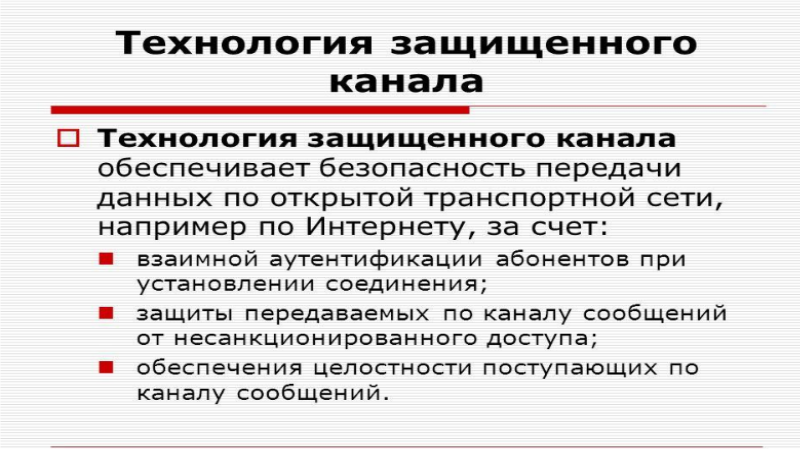 Технология защищенного
канала
Технология защищенного канала
обеспечивает безопасность передачи
данных по открытой транспортной сети,
например по Интернету, за счет:
взаимной аутентификации абонентов при
установлении соединения;
защиты передаваемых по каналу сообщений
от несанкционированного доступа;
обеспечения целостности поступающих по
каналу сообщений.